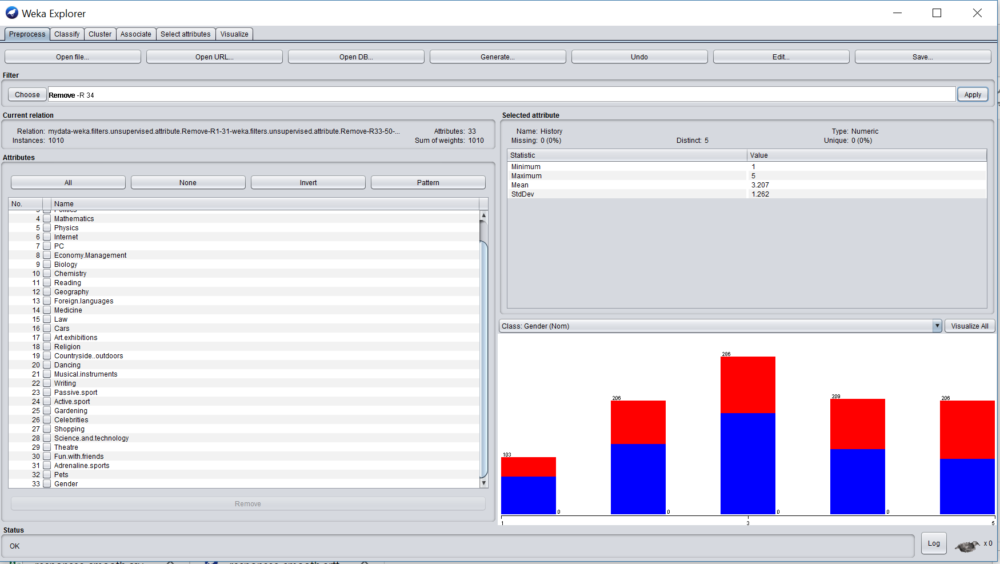 Weka Explorer
Preprocess Classify Cluster Associate Select attributes Visualize
Open file... Open URL... Open DB... Generate... Undo Edit... Save...
Filter
Choose Remove -R 34 Apply
Current relation
Relation: mydata-weka.filters.unsupervised.attribute.Remove-R1-31-weka.filters.unsupervised.attribute.Remove-R33-50-... Attributes: 33
Instances: 1010 Sum of weights: 1010
Attributes
All None Invert Pattern
No. Name
3 Politics
4 Mathematics
5 Physics
6 Internet
7 PC
8 Economy.Management
9 Biology
10 Chemistry
11 Reading
12 Geography
13 Foreign.languages
14 Medicine
15 Law
16 Cars
17 Art.exhibitions
18 Religion
19 Countryside..outdoors
20 Dancing
21 Musical.instruments
22 Writing
23 Passive.sport
24 Active.sport
25 Gardening
26 Celebrities
27 Shopping
28 Science.and.technology
29 Theatre
30 Fun.with.friends
31 Adrenaline.sports
32 Pets
33 Gender
Remove
Selected attribute
Name: History Type: Numeric
Missing: 0 (0%) Distinct: 5 Unique: 0 (0%)
Statistic Value
Minimum 1
Maximum 5
Mean 3.207
StdDev 1.262
Class: Gender (Nom) Visualize All
286
206 209 206
103
0 0 0 0
1 3 5
Status
OK Log x 0